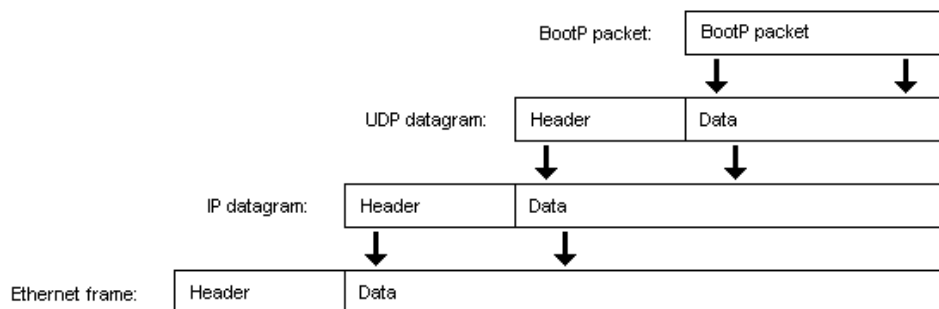 BootP packet: BootP packet
UDP datagram: Header Data
IP datagram: Header Data
Ethernet frame: Header Data